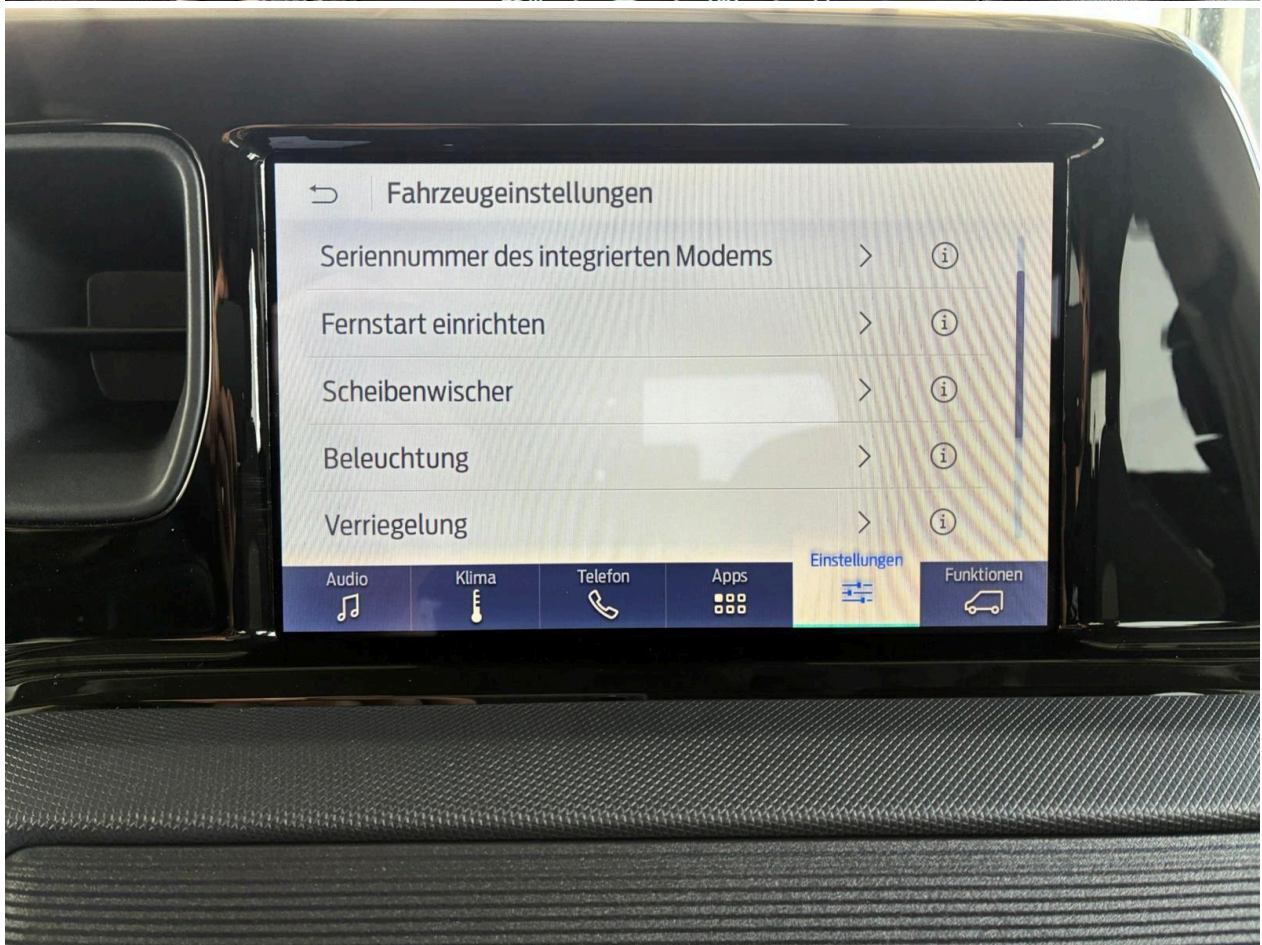 Fahrzeugeinstellungen
Seriennummer des integrierten Modems
Fernstart einrichten
Scheibenwischer
Beleuchtung
Verriegelung
Audio
Klima
Telefon
Apps
Einstellungen
Funktionen